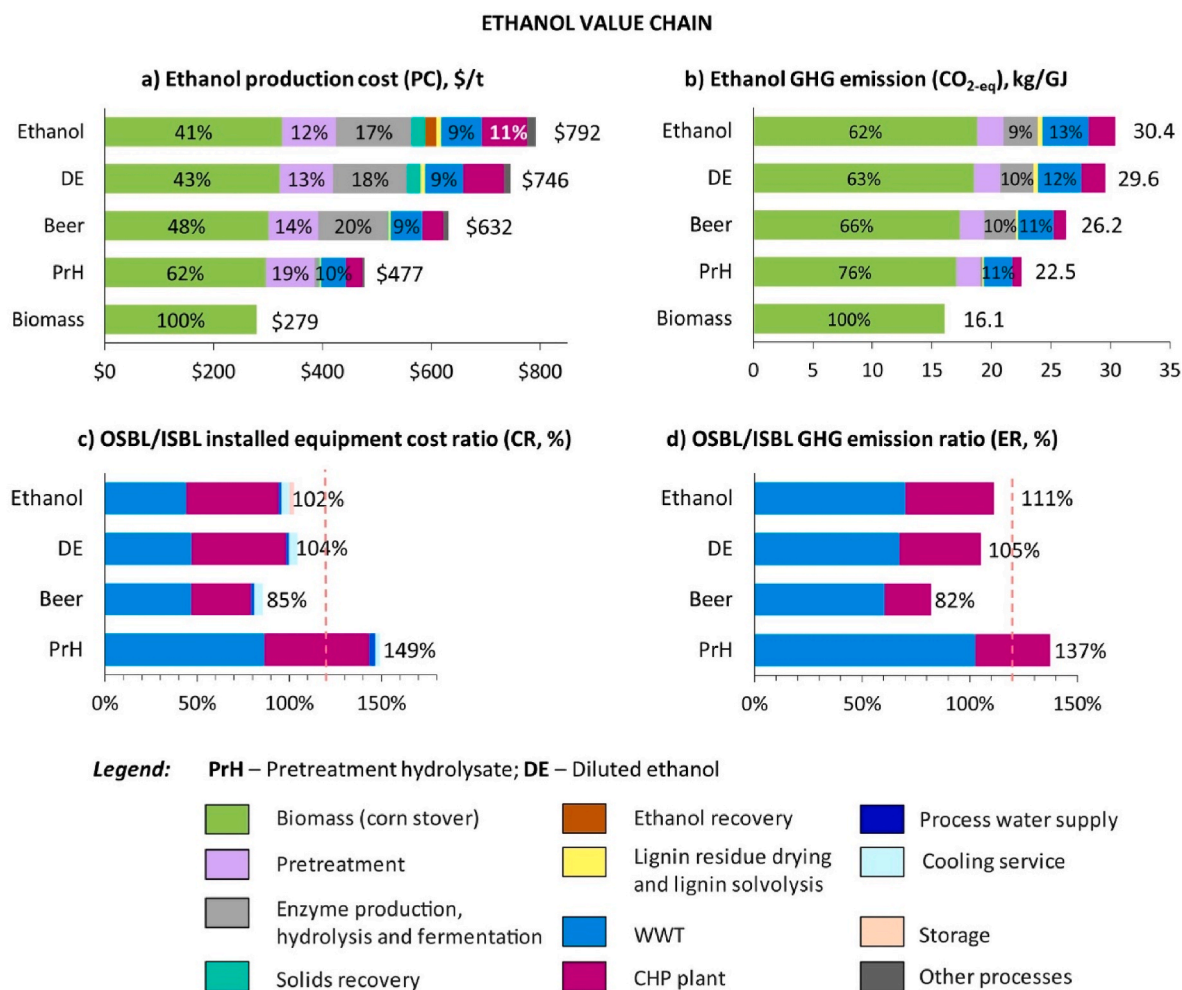 ETHANOL VALUE CHAIN
a) Ethanol production cost (PC), $/t
Ethanol 41% 12% 17% 9% 11% $792
DE 43% 13% 18% 9% $746
Beer 48% 14% 20% 9% $632
PrH 62% 19% 10% $477
Biomass 100% $279
$0 $200 $400 $600 $800
b) Ethanol GHG emission (CO2-eq), kg/GJ
Ethanol 62% 9% 13% 30.4
DE 63% 10% 12% 29.6
Beer 66% 10% 11% 26.2
PrH 76% 11% 22.5
Biomass 100% 16.1
0 5 10 15 20 25 30 35
c) OSBL/ISBL installed equipment cost ratio (CR, %)
Ethanol 102%
DE 104%
Beer 85%
PrH 149%
0% 50% 100% 150%
d) OSBL/ISBL GHG emission ratio (ER, %)
Ethanol 111%
DE 105%
Beer 82%
PrH 137%
0% 50% 100% 150%
Legend: PrH – Pretreatment hydrolysate; DE – Diluted ethanol
Biomass (corn stover)
Pretreatment
Enzyme production,
hydrolysis and fermentation
Solids recovery
Ethanol recovery
Lignin residue drying
and lignin solvolysis
WWT
CHP plant
Process water supply
Cooling service
Storage
Other processes